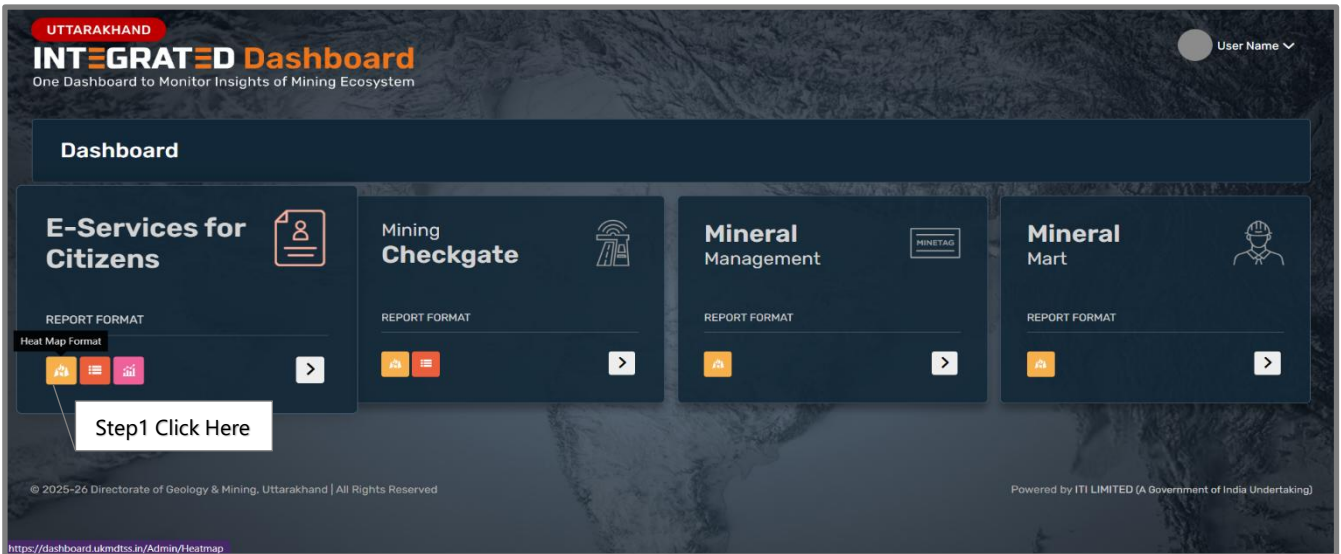 UTTARAKHAND
INTEGRATED Dashboard
One Dashboard to Monitor Insights of Mining Ecosystem
User Name
Dashboard
E-Services for
Citizens
REPORT FORMAT
Heat Map Format
Step1 Click Here
Mining
Checkgate
REPORT FORMAT
Mineral
Management
MINETAG
REPORT FORMAT
Mineral
Mart
REPORT FORMAT
© 2025-26 Directorate of Geology & Mining, Uttarakhand | All Rights Reserved
Powered by ITI LIMITED (A Government of India Undertaking)
https://dashboard.ukmdtss.in/Admin/Heatmap